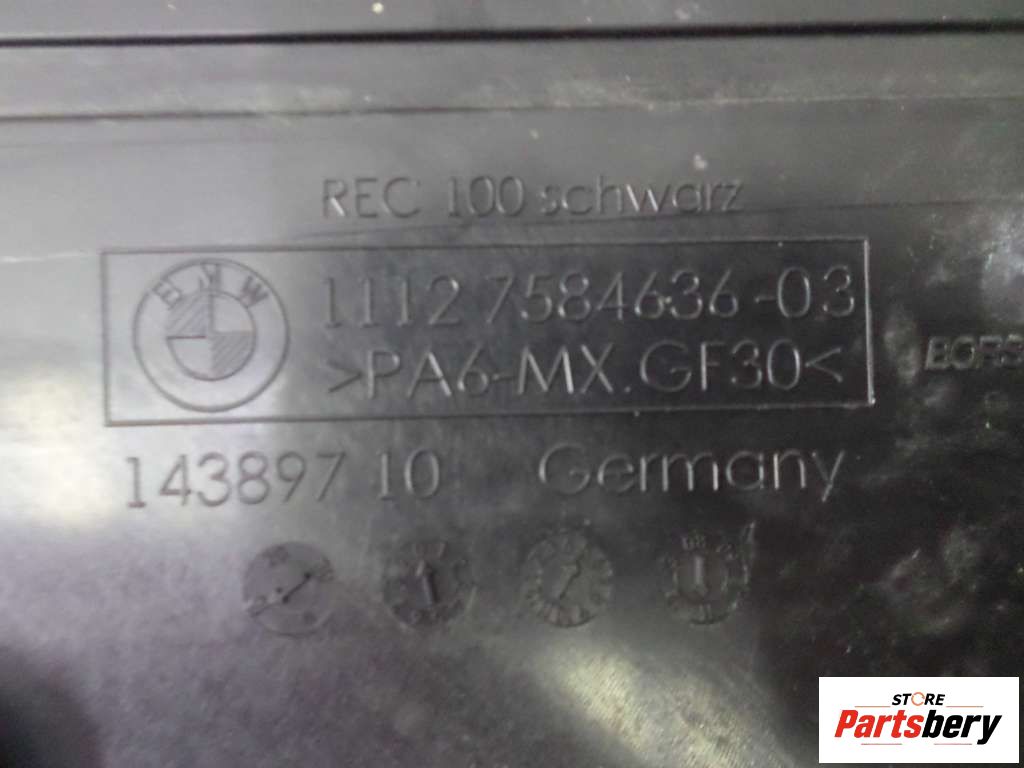 REC 100 schwarz
BMW
1112 7584636-03
>PA6-MX.GF30<
143897 10 Germany
STORE
Partsbery